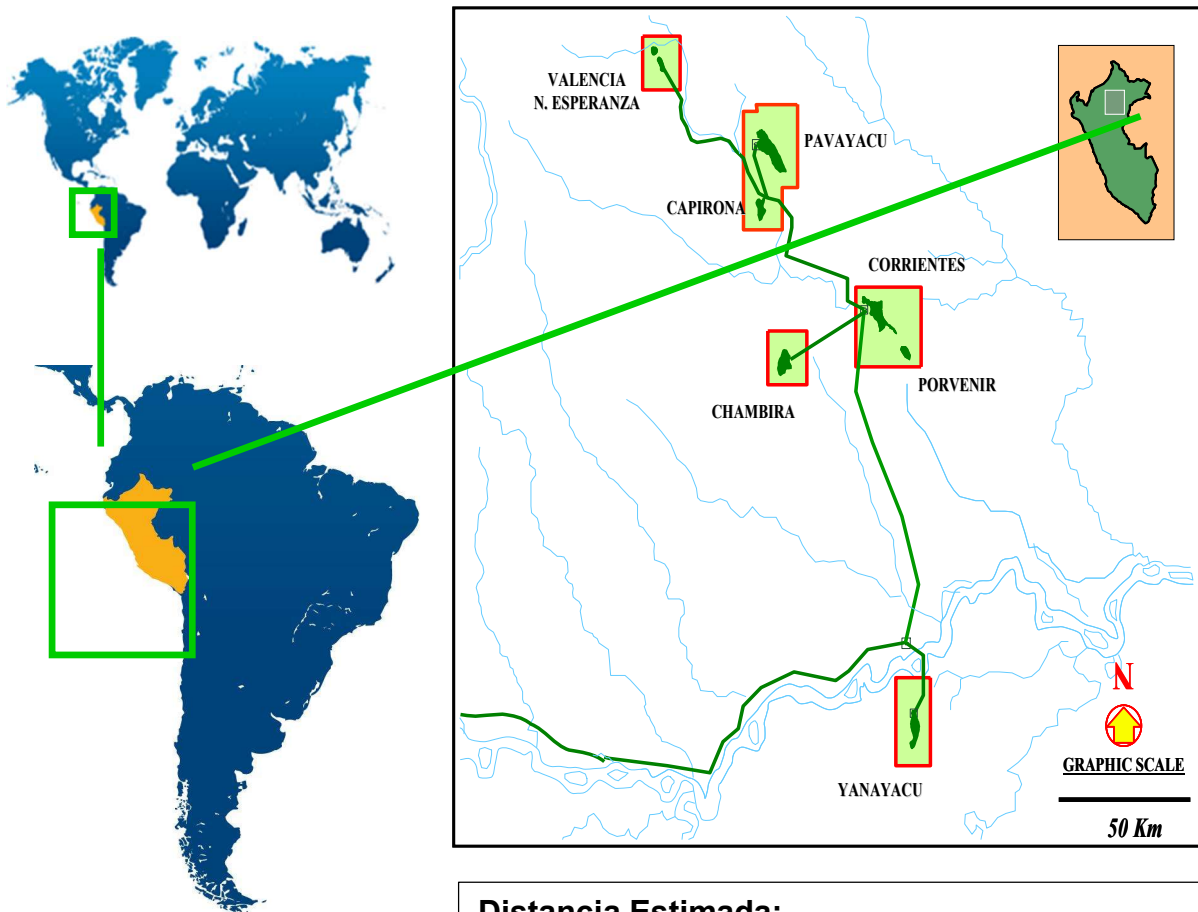 VALENCIA
N. ESPERANZA
PAVAYACU
CAPIRONA
CORRIENTES
CHAMBIRA
PORVENIR
N
GRAPHIC SCALE
50 Km
YANAYACU
Distancia Estimada: